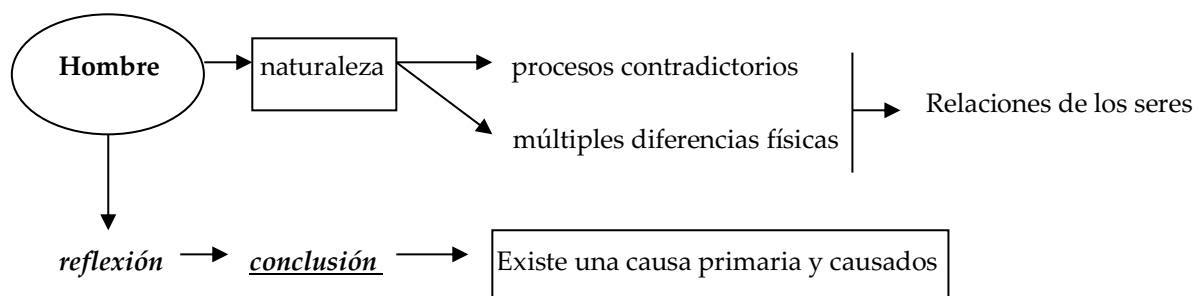 Hombre
naturaleza
procesos contradictorios
múltiples diferencias físicas
Relaciones de los seres
reflexión
conclusión
Existe una causa primaria y causados